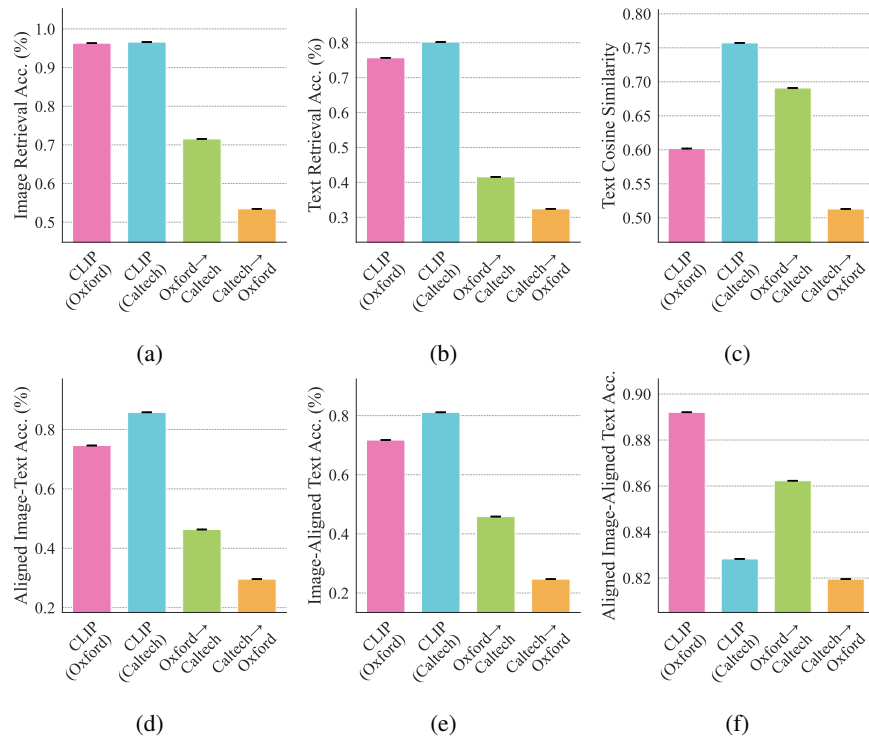 Image Retrieval Acc. (%)
1.0
0.9
0.8
0.7
0.6
0.5
CLIP
(Oxford)
CLIP
(Caltech)
Oxford→
Caltech
Caltech→
Oxford
(a)
Text Retrieval Acc. (%)
0.8
0.7
0.6
0.5
0.4
0.3
CLIP
(Oxford)
CLIP
(Caltech)
Oxford→
Caltech
Caltech→
Oxford
(b)
Text Cosine Similarity
0.80
0.75
0.70
0.65
0.60
0.55
0.50
CLIP
(Oxford)
CLIP
(Caltech)
Oxford→
Caltech
Caltech→
Oxford
(c)
Aligned Image-Text Acc. (%)
0.8
0.6
0.4
0.2
CLIP
(Oxford)
CLIP
(Caltech)
Oxford→
Caltech
Caltech→
Oxford
(d)
Image-Aligned Text Acc. (%)
0.8
0.6
0.4
0.2
CLIP
(Oxford)
CLIP
(Caltech)
Oxford→
Caltech
Caltech→
Oxford
(e)
Aligned Image-Aligned Text Acc.
0.90
0.88
0.86
0.84
0.82
CLIP
(Oxford)
CLIP
(Caltech)
Oxford→
Caltech
Caltech→
Oxford
(f)